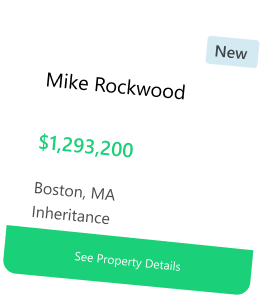 New
Mike Rockwood
$1,293,200
Boston, MA
Inheritance
See Property Details